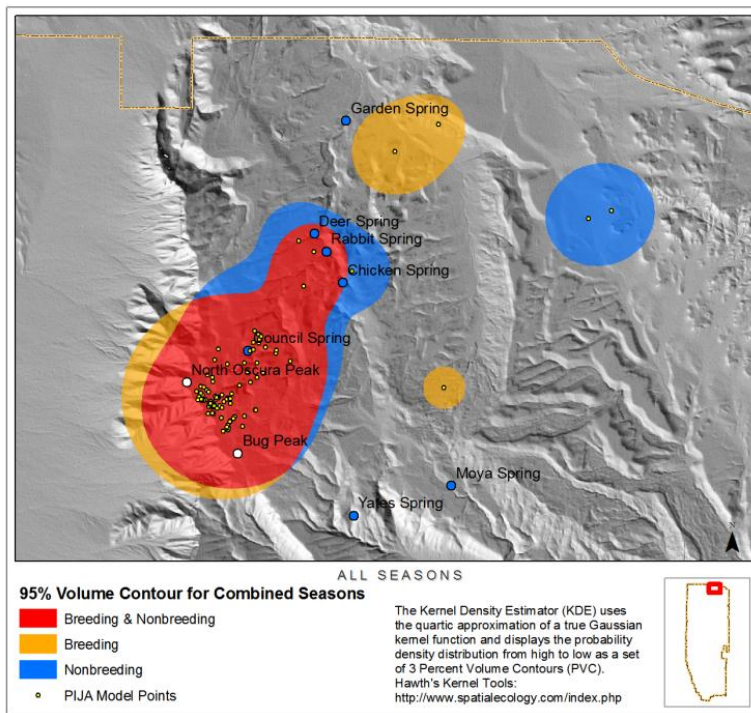 Garden Spring
Deer Spring
Rabbit Spring
Chicken Spring
Council Spring
North Oscura Peak
Bug Peak
Moya Spring
Yates Spring
ALL SEASONS
95% Volume Contour for Combined Seasons
Breeding & Nonbreeding
Breeding
Nonbreeding
PIJA Model Points
The Kernel Density Estimator (KDE) uses
the quartic approximation of a true Gaussian
kernel function and displays the probability
density distribution from high to low as a set
of 3 Percent Volume Contours (PVC).
Hawth's Kernel Tools:
http://www.spatialecology.com/index.php